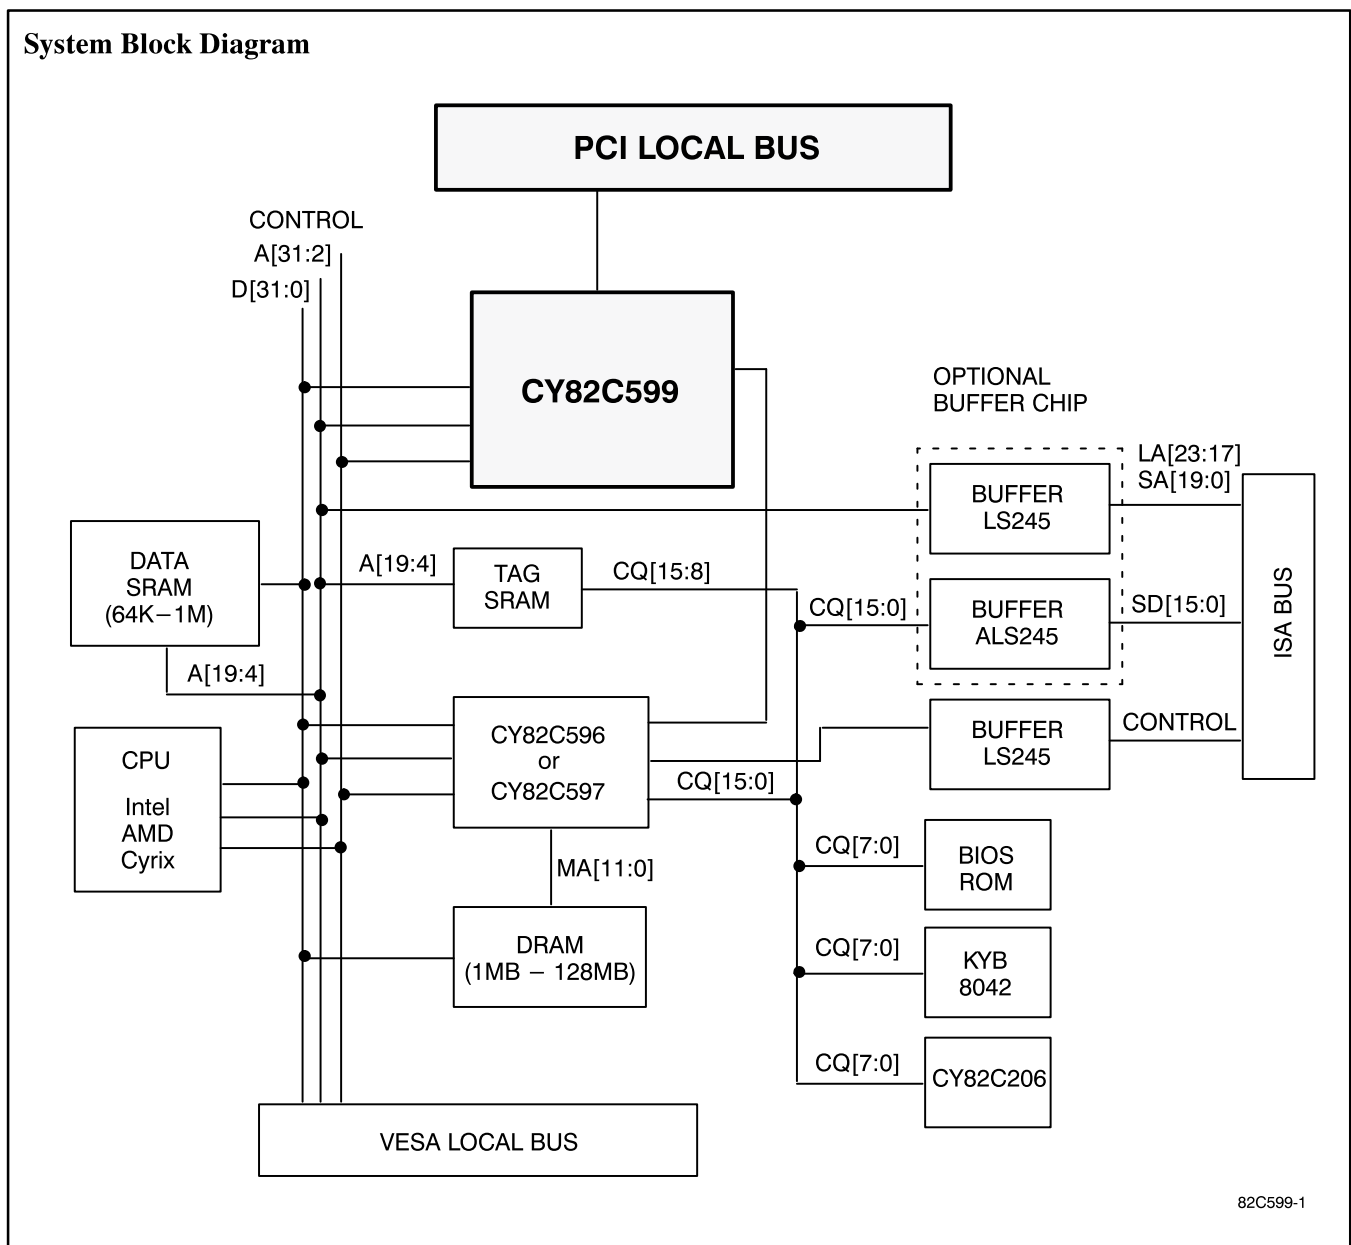 System Block Diagram
PCI LOCAL BUS
CONTROL
A[31:2]
D[31:0]
CY82C599
OPTIONAL
BUFFER CHIP
LA[23:17]
SA[19:0]
BUFFER
LS245
DATA
SRAM
(64K−1M)
A[19:4]
TAG
SRAM
CQ[15:8]
CQ[15:0]
BUFFER
ALS245
SD[15:0]
ISA BUS
A[19:4]
CPU
Intel
AMD
Cyrix
CY82C596
or
CY82C597
CQ[15:0]
BUFFER
LS245
CONTROL
MA[11:0]
CQ[7:0]
BIOS
ROM
DRAM
(1MB − 128MB)
CQ[7:0]
KYB
8042
CQ[7:0]
CY82C206
VESA LOCAL BUS
82C599-1